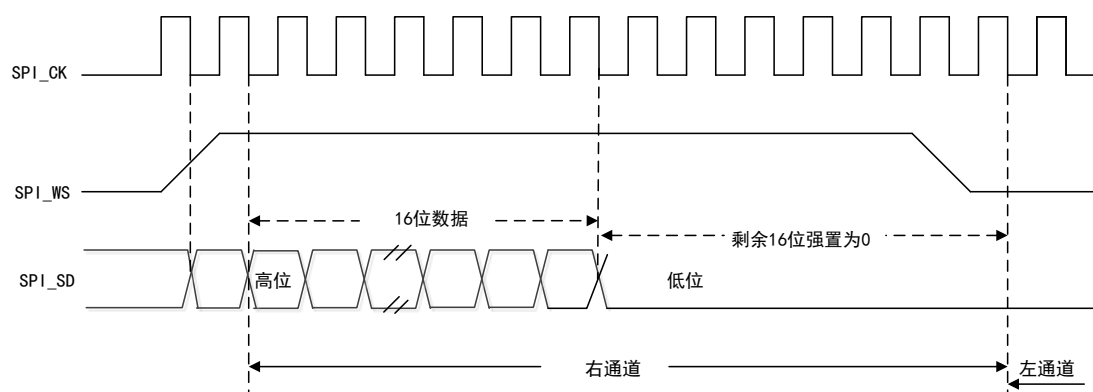 SPI_CK
SPI_WS
16位数据
剩余16位强置为0
SPI_SD
高位
低位
右通道
左通道